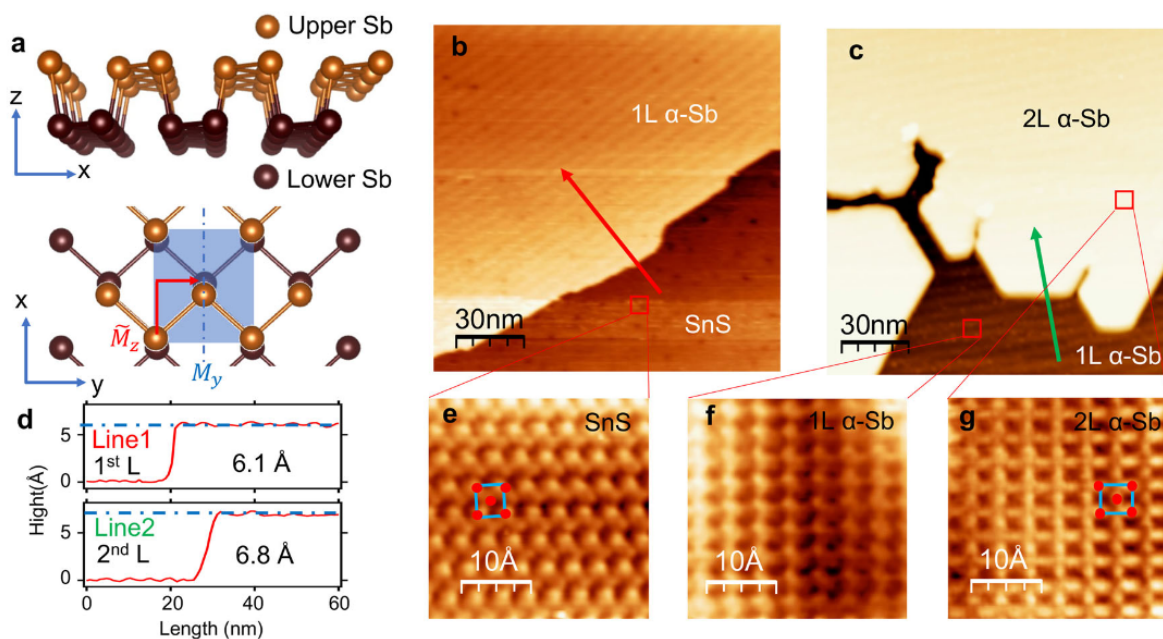 a
Upper Sb
z
x
Lower Sb
x
y
M̃z
My
b
1L α-Sb
SnS
30nm
c
2L α-Sb
1L α-Sb
30nm
d
Hight(Å)
5
0
Line1
1st L
6.1 Å
5
0
Line2
2nd L
6.8 Å
0 20 40 60
Length (nm)
e
SnS
10Å
f
1L α-Sb
10Å
g
2L α-Sb
10Å